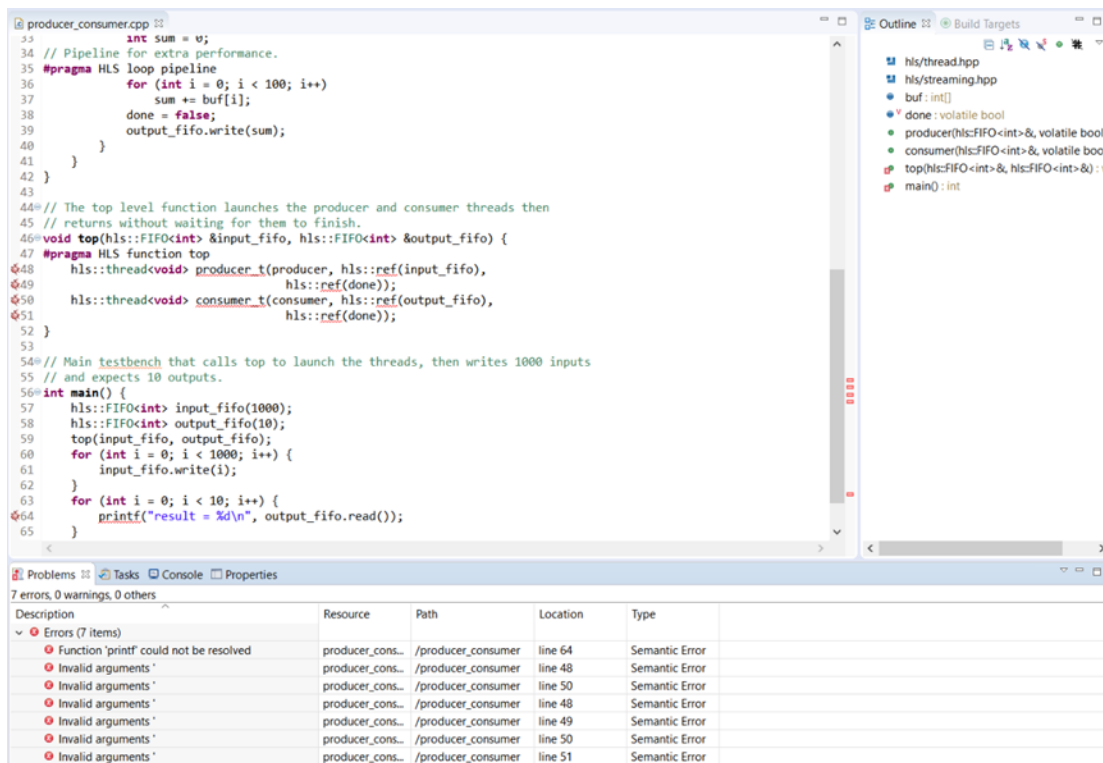 producer_consumer.cpp
33 int sum = 0;
34 // Pipeline for extra performance.
35 #pragma HLS loop pipeline
36 for (int i = 0; i < 100; i++)
37 sum += buf[i];
38 done = false;
39 output_fifo.write(sum);
40 }
41 }
42 }
43
44 // The top level function launches the producer and consumer threads then
45 // returns without waiting for them to finish.
46 void top(hls::FIFO<int> &input_fifo, hls::FIFO<int> &output_fifo) {
47 #pragma HLS function top
48 hls::thread<void> producer_t(producer, hls::ref(input_fifo),
49 hls::ref(done));
50 hls::thread<void> consumer_t(consumer, hls::ref(output_fifo),
51 hls::ref(done));
52 }
53
54 // Main testbench that calls top to launch the threads, then writes 1000 inputs
55 // and expects 10 outputs.
56 int main() {
57 hls::FIFO<int> input_fifo(1000);
58 hls::FIFO<int> output_fifo(10);
59 top(input_fifo, output_fifo);
60 for (int i = 0; i < 1000; i++) {
61 input_fifo.write(i);
62 }
63 for (int i = 0; i < 10; i++) {
64 printf("result = %d\n", output_fifo.read());
65 }
Outline Build Targets
hls/thread.hpp
hls/streaming.hpp
buf : int[]
done : volatile bool
producer(hls::FIFO<int>&, volatile bool
consumer(hls::FIFO<int>&, volatile boo
top(hls::FIFO<int>&, hls::FIFO<int>&) :
main() : int
Problems Tasks Console Properties
7 errors, 0 warnings, 0 others
Description Resource Path Location Type
Errors (7 items)
Function 'printf' could not be resolved producer_cons... /producer_consumer line 64 Semantic Error
Invalid arguments ' producer_cons... /producer_consumer line 48 Semantic Error
Invalid arguments ' producer_cons... /producer_consumer line 50 Semantic Error
Invalid arguments ' producer_cons... /producer_consumer line 48 Semantic Error
Invalid arguments ' producer_cons... /producer_consumer line 49 Semantic Error
Invalid arguments ' producer_cons... /producer_consumer line 50 Semantic Error
Invalid arguments ' producer_cons... /producer_consumer line 51 Semantic Error